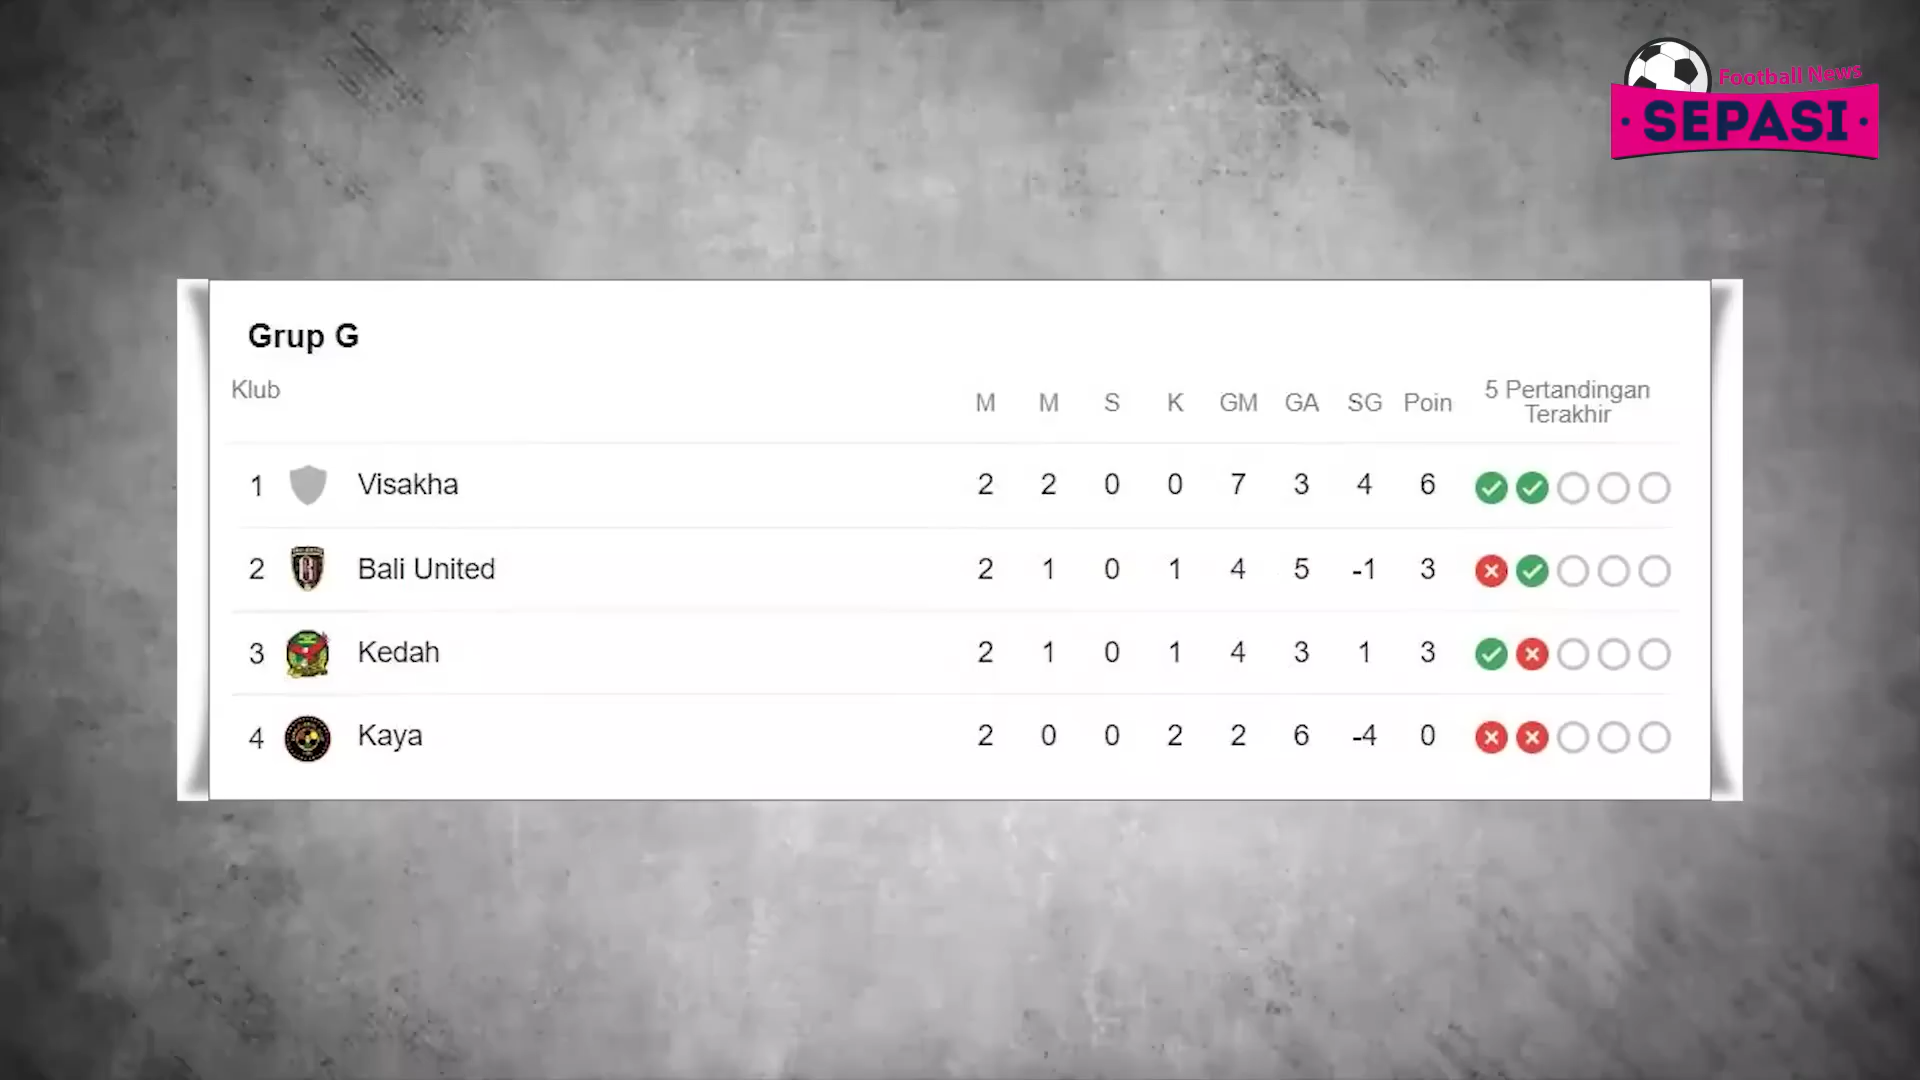 Football News
SEPASI
Grup G
Klub M M S K GM GA SG Poin 5 Pertandingan
Terakhir
1 Visakha 2 2 0 0 7 3 4 6
2 Bali United 2 1 0 1 4 5 -1 3
3 Kedah 2 1 0 1 4 3 1 3
4 Kaya 2 0 0 2 2 6 -4 0